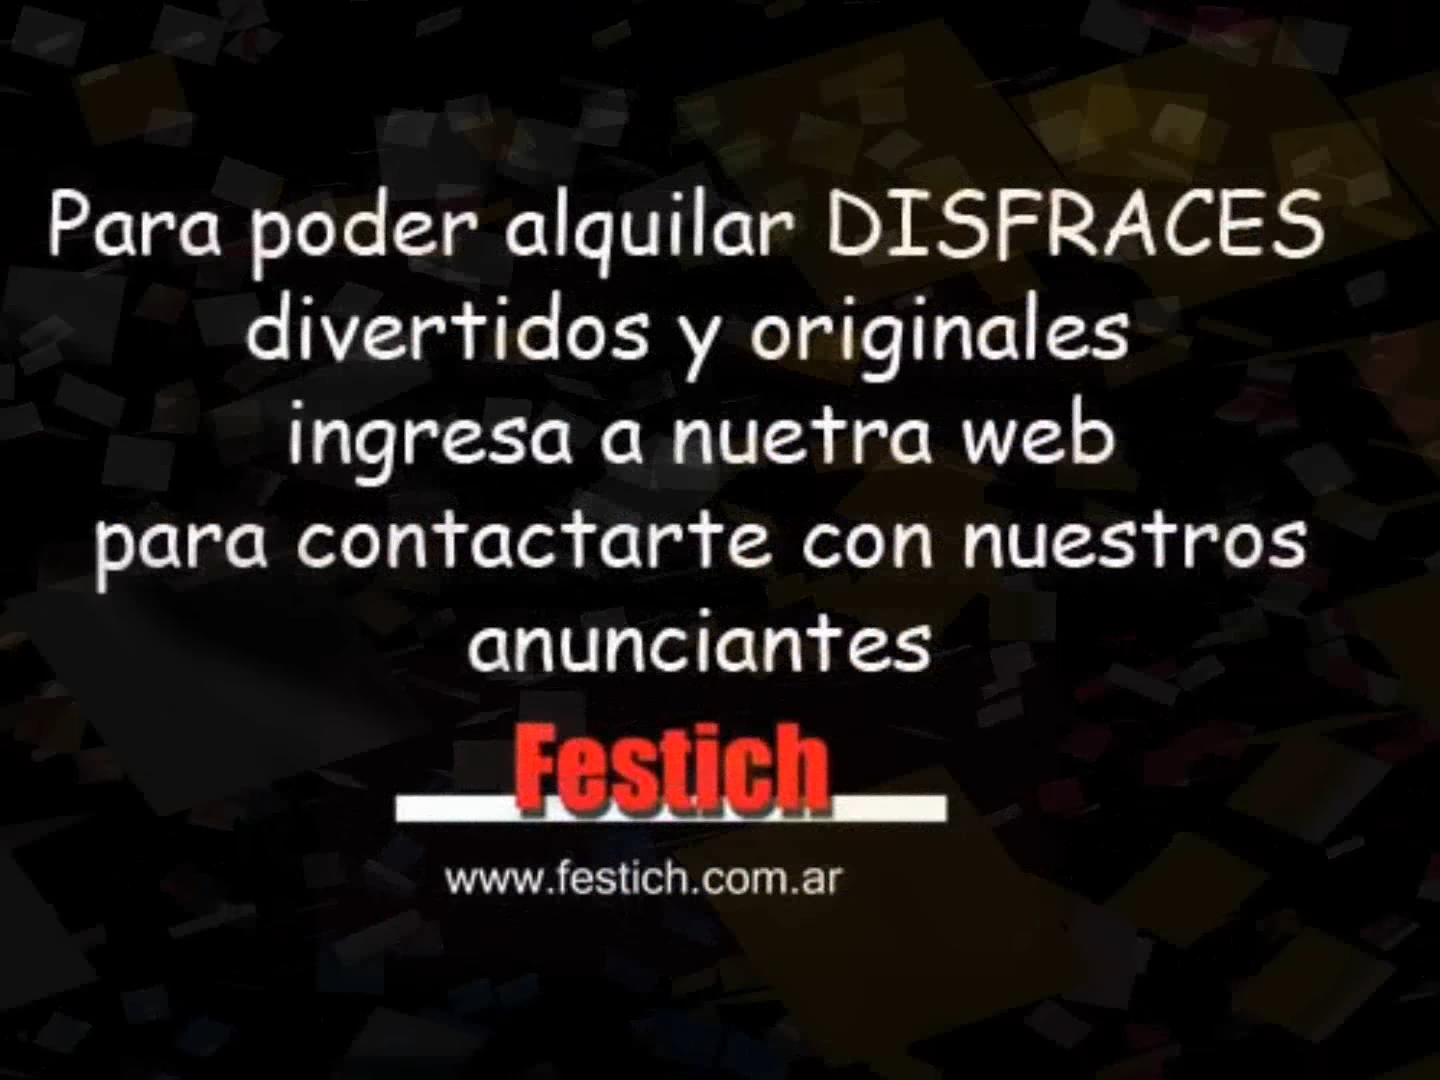 Para poder alquilar DISFRACES
divertidos y originales
ingresa a nuetra web
para contactarte con nuestros
anunciantes
Festich
www.festich.com.ar